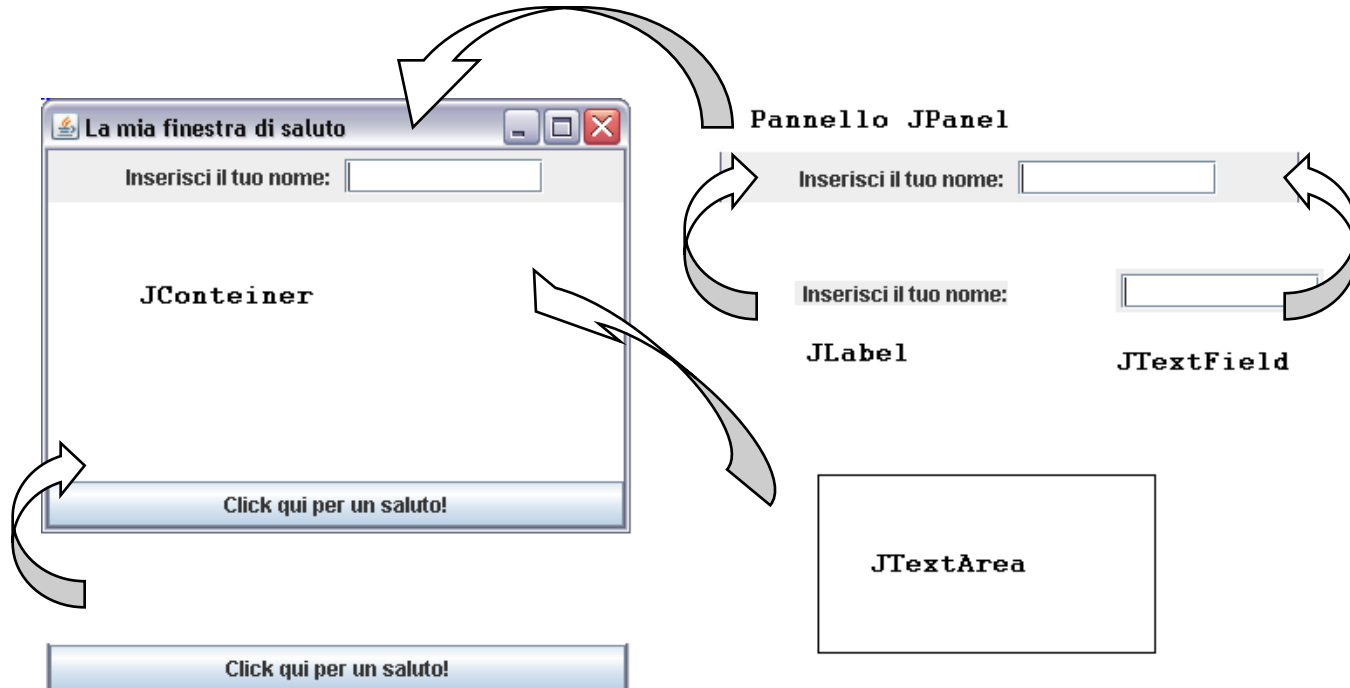 La mia finestra di saluto
Inserisci il tuo nome:
JConteiner
Click qui per un saluto!
Click qui per un saluto!
Pannello JPanel
Inserisci il tuo nome:
Inserisci il tuo nome:
JLabel
JTextField
JTextArea